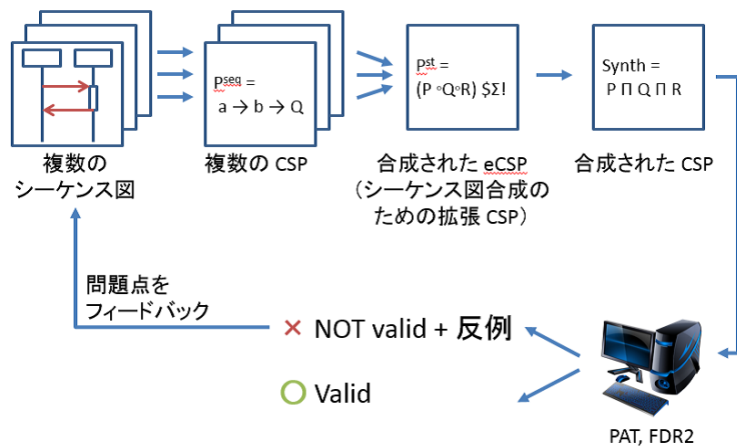 Pseq =
a → b → Q
Pst =
(P ∘Q∘R) $Σ!
Synth =
P Π Q Π R
複数の
シーケンス図
複数の CSP
合成された eCSP
（シーケンス図合成の
ための拡張 CSP）
合成された CSP
問題点を
フィードバック
× NOT valid + 反例
○ Valid
PAT, FDR2